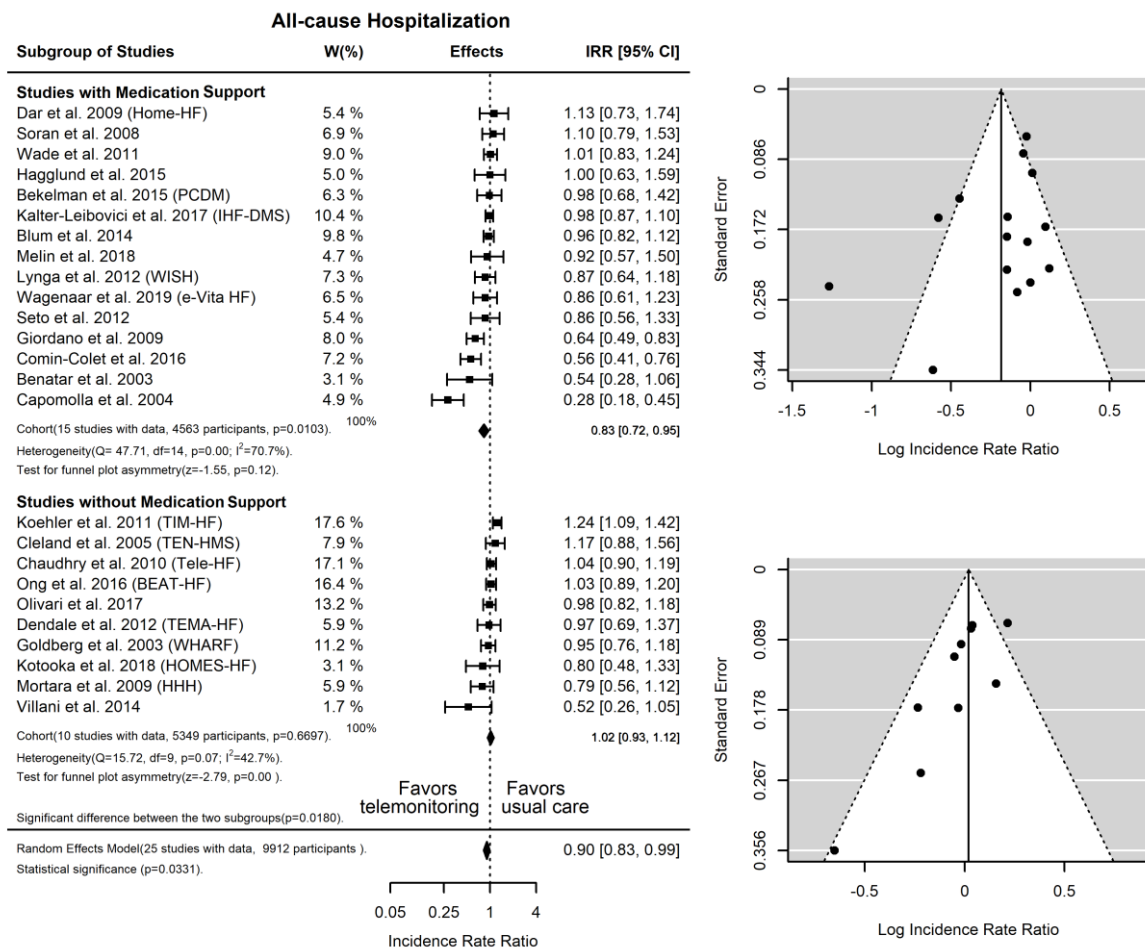 All-cause Hospitalization
Subgroup of Studies W(%) Effects IRR [95% CI]
Studies with Medication Support
Dar et al. 2009 (Home-HF) 5.4 % 1.13 [0.73, 1.74]
Soran et al. 2008 6.9 % 1.10 [0.79, 1.53]
Wade et al. 2011 9.0 % 1.01 [0.83, 1.24]
Hagglund et al. 2015 5.0 % 1.00 [0.63, 1.59]
Bekelman et al. 2015 (PCDM) 6.3 % 0.98 [0.68, 1.42]
Kalter-Leibovici et al. 2017 (IHF-DMS) 10.4 % 0.98 [0.87, 1.10]
Blum et al. 2014 9.8 % 0.96 [0.82, 1.12]
Melin et al. 2018 4.7 % 0.92 [0.57, 1.50]
Lynga et al. 2012 (WISH) 7.3 % 0.87 [0.64, 1.18]
Wagenaar et al. 2019 (e-Vita HF) 6.5 % 0.86 [0.61, 1.23]
Seto et al. 2012 5.4 % 0.86 [0.56, 1.33]
Giordano et al. 2009 8.0 % 0.64 [0.49, 0.83]
Comin-Colet et al. 2016 7.2 % 0.56 [0.41, 0.76]
Benatar et al. 2003 3.1 % 0.54 [0.28, 1.06]
Capomolla et al. 2004 4.9 % 0.28 [0.18, 0.45]
100%
Cohort(15 studies with data, 4563 participants, p=0.0103). 0.83 [0.72, 0.95]
Heterogeneity(Q= 47.71, df=14, p=0.00; I²=70.7%).
Test for funnel plot asymmetry(z=-1.55, p=0.12).
Studies without Medication Support
Koehler et al. 2011 (TIM-HF) 17.6 % 1.24 [1.09, 1.42]
Cleland et al. 2005 (TEN-HMS) 7.9 % 1.17 [0.88, 1.56]
Chaudhry et al. 2010 (Tele-HF) 17.1 % 1.04 [0.90, 1.19]
Ong et al. 2016 (BEAT-HF) 16.4 % 1.03 [0.89, 1.20]
Olivari et al. 2017 13.2 % 0.98 [0.82, 1.18]
Dendale et al. 2012 (TEMA-HF) 5.9 % 0.97 [0.69, 1.37]
Goldberg et al. 2003 (WHARF) 11.2 % 0.95 [0.76, 1.18]
Kotooka et al. 2018 (HOMES-HF) 3.1 % 0.80 [0.48, 1.33]
Mortara et al. 2009 (HHH) 5.9 % 0.79 [0.56, 1.12]
Villani et al. 2014 1.7 % 0.52 [0.26, 1.05]
100%
Cohort(10 studies with data, 5349 participants, p=0.6697). 1.02 [0.93, 1.12]
Heterogeneity(Q=15.72, df=9, p=0.07; I²=42.7%).
Test for funnel plot asymmetry(z=-2.79, p=0.00 ).
Favors Favors
telemonitoring usual care
Significant difference between the two subgroups(p=0.0180).
Random Effects Model(25 studies with data, 9912 participants ). 0.90 [0.83, 0.99]
Statistical significance (p=0.0331).
0.05 0.25 1 4
Incidence Rate Ratio
Standard Error
0
0.086
0.172
0.258
0.344
-1.5 -1 -0.5 0 0.5
Log Incidence Rate Ratio
Standard Error
0
0.089
0.178
0.267
0.356
-0.5 0 0.5
Log Incidence Rate Ratio